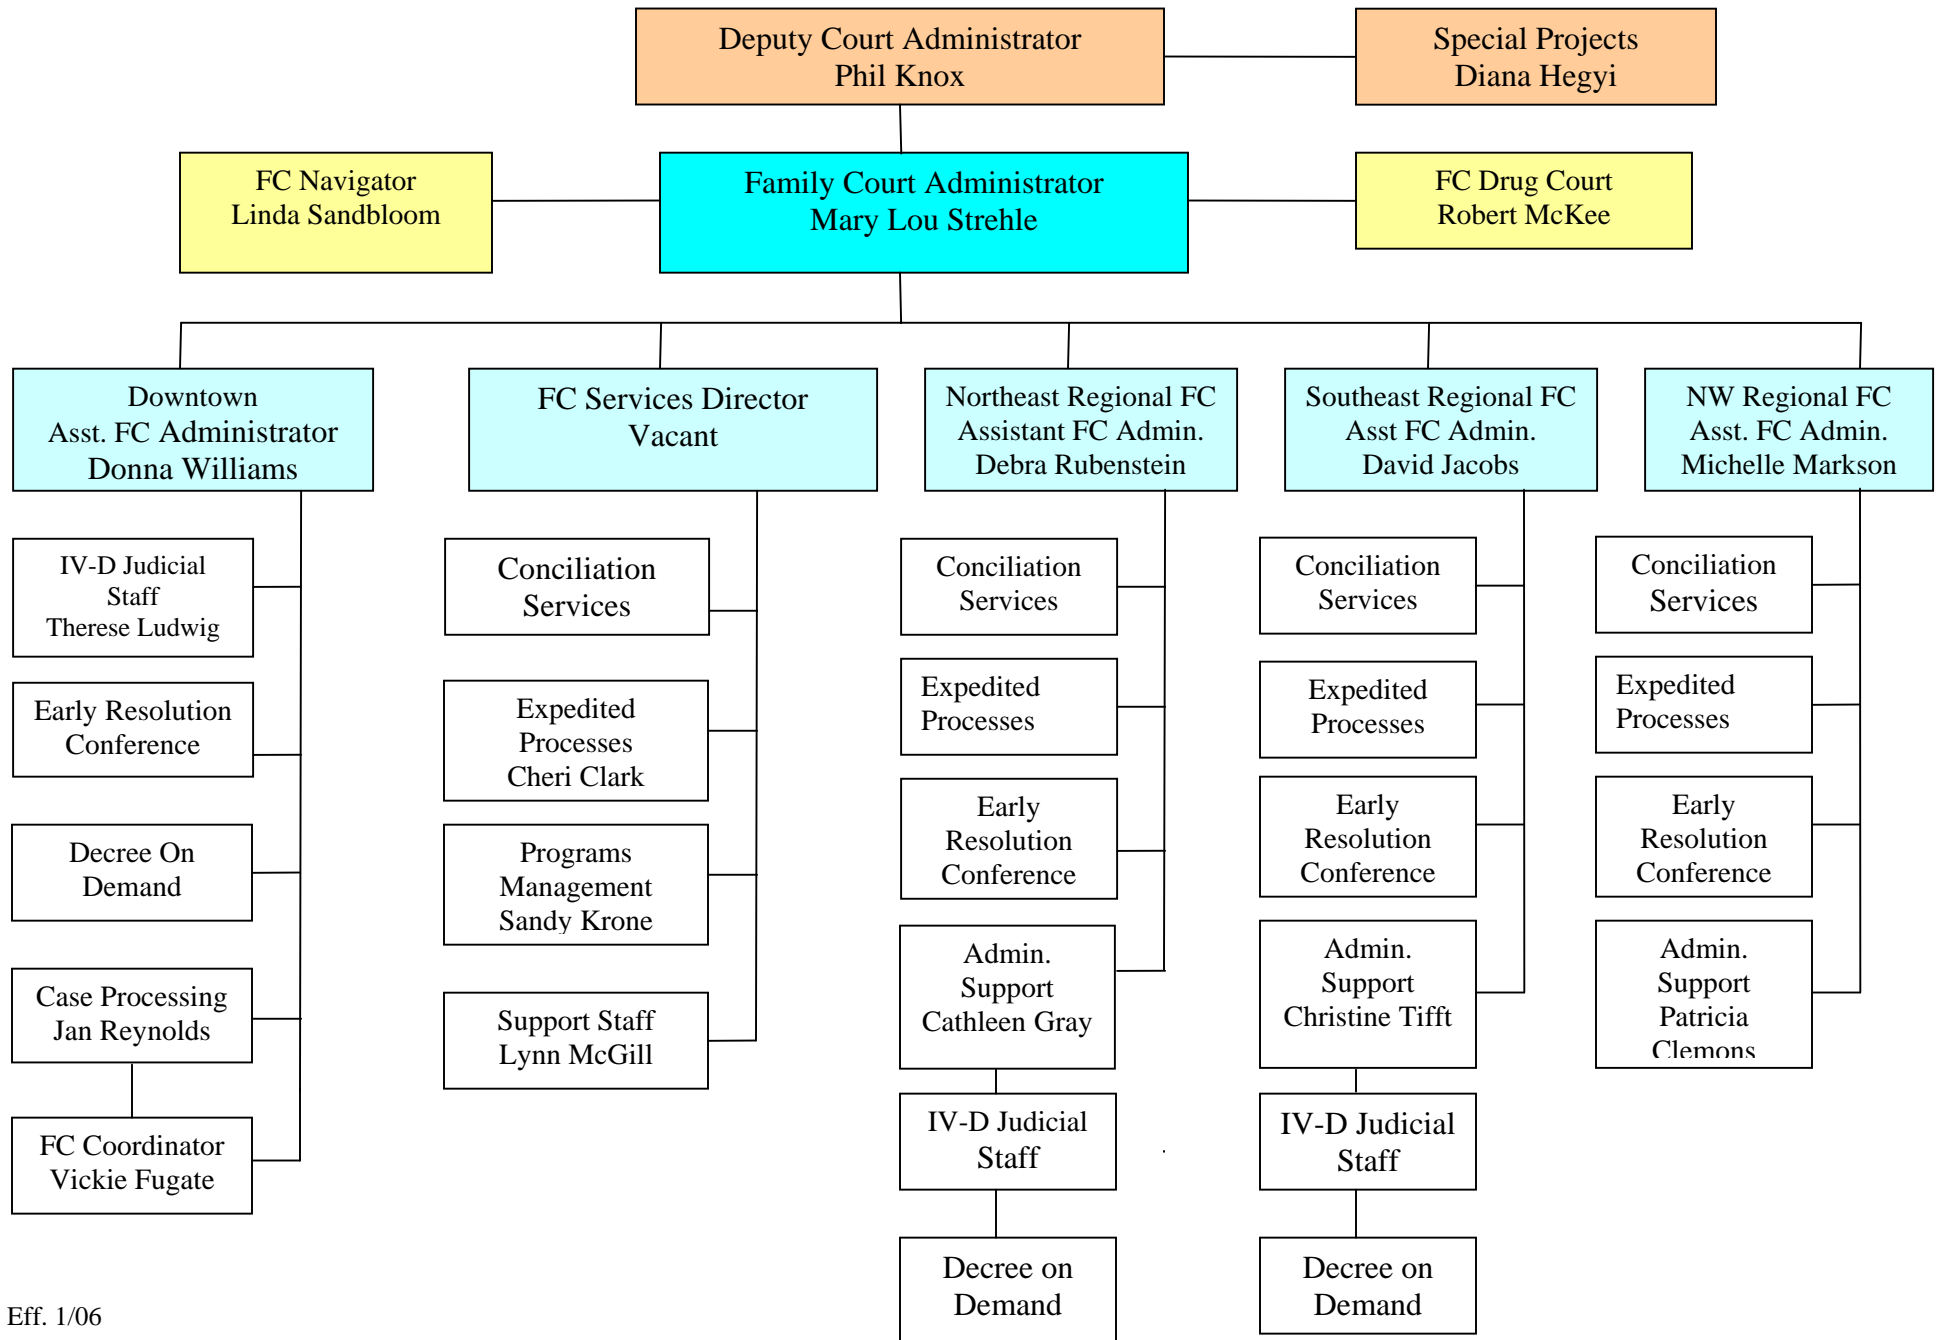 Deputy Court Administrator
Phil Knox
Special Projects
Diana Hegyi
FC Navigator
Linda Sandbloom
Family Court Administrator
Mary Lou Strehle
FC Drug Court
Robert McKee
Downtown
Asst. FC Administrator
Donna Williams
FC Services Director
Vacant
Northeast Regional FC
Assistant FC Admin.
Debra Rubenstein
Southeast Regional FC
Asst FC Admin.
David Jacobs
NW Regional FC
Asst. FC Admin.
Michelle Markson
IV-D Judicial
Staff
Therese Ludwig
Early Resolution
Conference
Decree On
Demand
Case Processing
Jan Reynolds
FC Coordinator
Vickie Fugate
Conciliation
Services
Expedited
Processes
Cheri Clark
Programs
Management
Sandy Krone
Support Staff
Lynn McGill
Conciliation
Services
Expedited
Processes
Early
Resolution
Conference
Admin.
Support
Cathleen Gray
IV-D Judicial
Staff
Decree on
Demand
Conciliation
Services
Expedited
Processes
Early
Resolution
Conference
Admin.
Support
Christine Tifft
IV-D Judicial
Staff
Decree on
Demand
Conciliation
Services
Expedited
Processes
Early
Resolution
Conference
Admin.
Support
Patricia
Clemons
Eff. 1/06